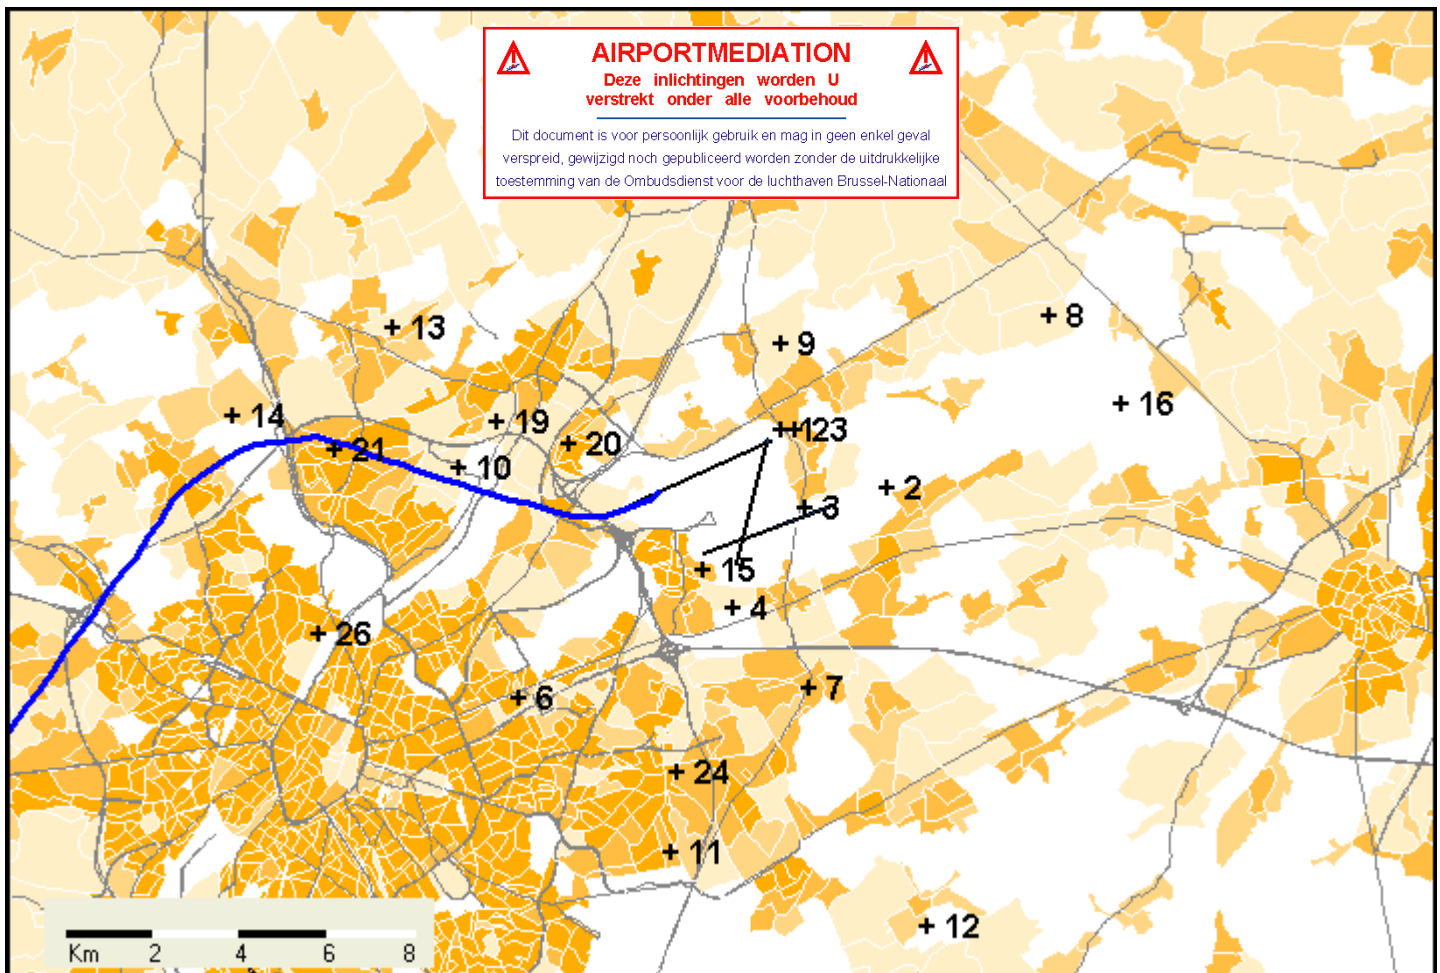 AIRPORTMEDIATION
Deze inlichtingen worden U
verstrekt onder alle voorbehoud
Dit document is voor persoonlijk gebruik en mag in geen enkel geval
verspreid, gewijzigd noch gepubliceerd worden zonder de uitdrukkelijke
toestemming van de Ombudsdienst voor de luchthaven Brussel-Nationaal
+ 8
+ 13
+ 9
+ 16
+ 14
+ 19
++123
+ 20
+ 21
+ 10
+ 2
+ 3
+ 15
+ 4
+ 26
+ 7
+ 6
+ 24
+ 11
+ 12
Km 2 4 6 8